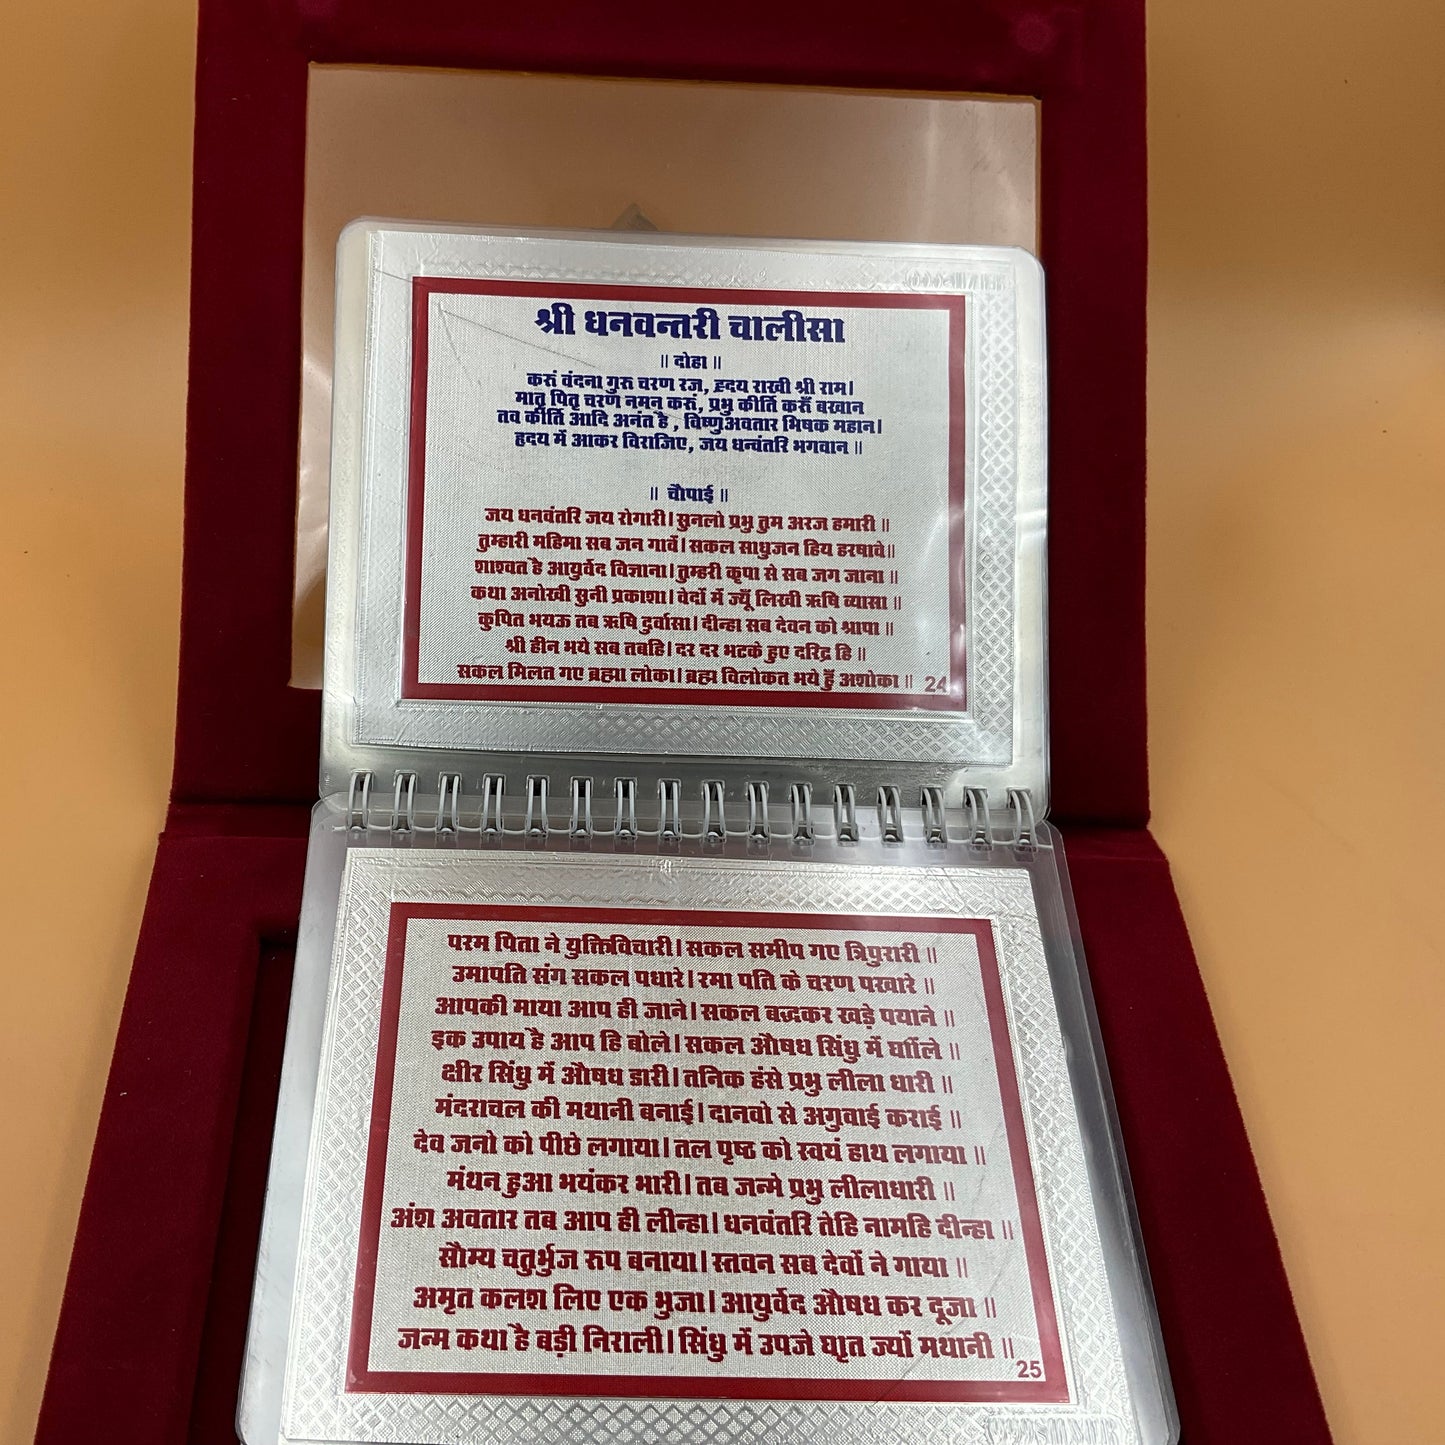 श्री धनवन्तरी चालीसा
॥ दोहा ॥
करूं वंदना गुरू चरण रज, ह्दय राखी श्री राम।
मातृ पितृ चरण नमन करूं, प्रभु कीर्ति करूँ बखान
तव कीर्ति आदि अनंत है , विष्णुअवतार भिषक महान।
हृदय में आकर विराजिए, जय धन्वंतरि भगवान ॥
॥ चौपाई ॥
जय धनवंतरि जय रोगारी। सुनलो प्रभु तुम अरज हमारी ॥
तुम्हारी महिमा सब जन गावें। सकल साधुजन हिय हरषावे॥
शाश्वत है आयुर्वेद विज्ञाना। तुम्हरी कृपा से सब जग जाना ॥
कथा अनोखी सुनी प्रकाशा। वेदों में ज्यूँ लिखी ऋषि व्यासा ॥
कुपित भयऊ तब ऋषि दुर्वासा। दीन्हा सब देवन को श्रापा ॥
श्री हीन भये सब तबहि। दर दर भटके हुए दरिद्र हि ॥
सकल मिलत गए ब्रह्मा लोका। ब्रह्म विलोकत भये हुँ अशोका ॥ 24
परम पिता ने युक्तिविचारी। सकल समीप गए त्रिपुरारी ॥
उमापति संग सकल पधारे। रमा पति के चरण पखारे ॥
आपकी माया आप ही जाने। सकल बद्धकर खड़े पयाने ॥
इक उपाय है आप हि बोले। सकल औषध सिंधु में
क्षीर सिंधु में औषध डारी। तनिक हंसे प्रभु लीला धारी ॥
मंदराचल की मथानी बनाई। दानवो से अगुवाई कराई ॥
देव जनो को पीछे लगाया। तल पृष्ठ को स्वयं हाथ लगाया ॥
मंथन हुआ भयंकर भारी। तब जन्मे प्रभु लीलाधारी ॥
अंश अवतार तब आप ही लीन्हा। धनवंतरि तेहि नामहि दीन्हा ॥
सौम्य चतुर्भुज रूप बनाया। स्तवन सब देवों ने गाया ॥
अमृत कलश लिए एक भुजा। आयुर्वेद औषध कर दूजा ॥
जन्म कथा है बड़ी निराली। सिंधु में उपजे घृत ज्यों मथानी ॥
25